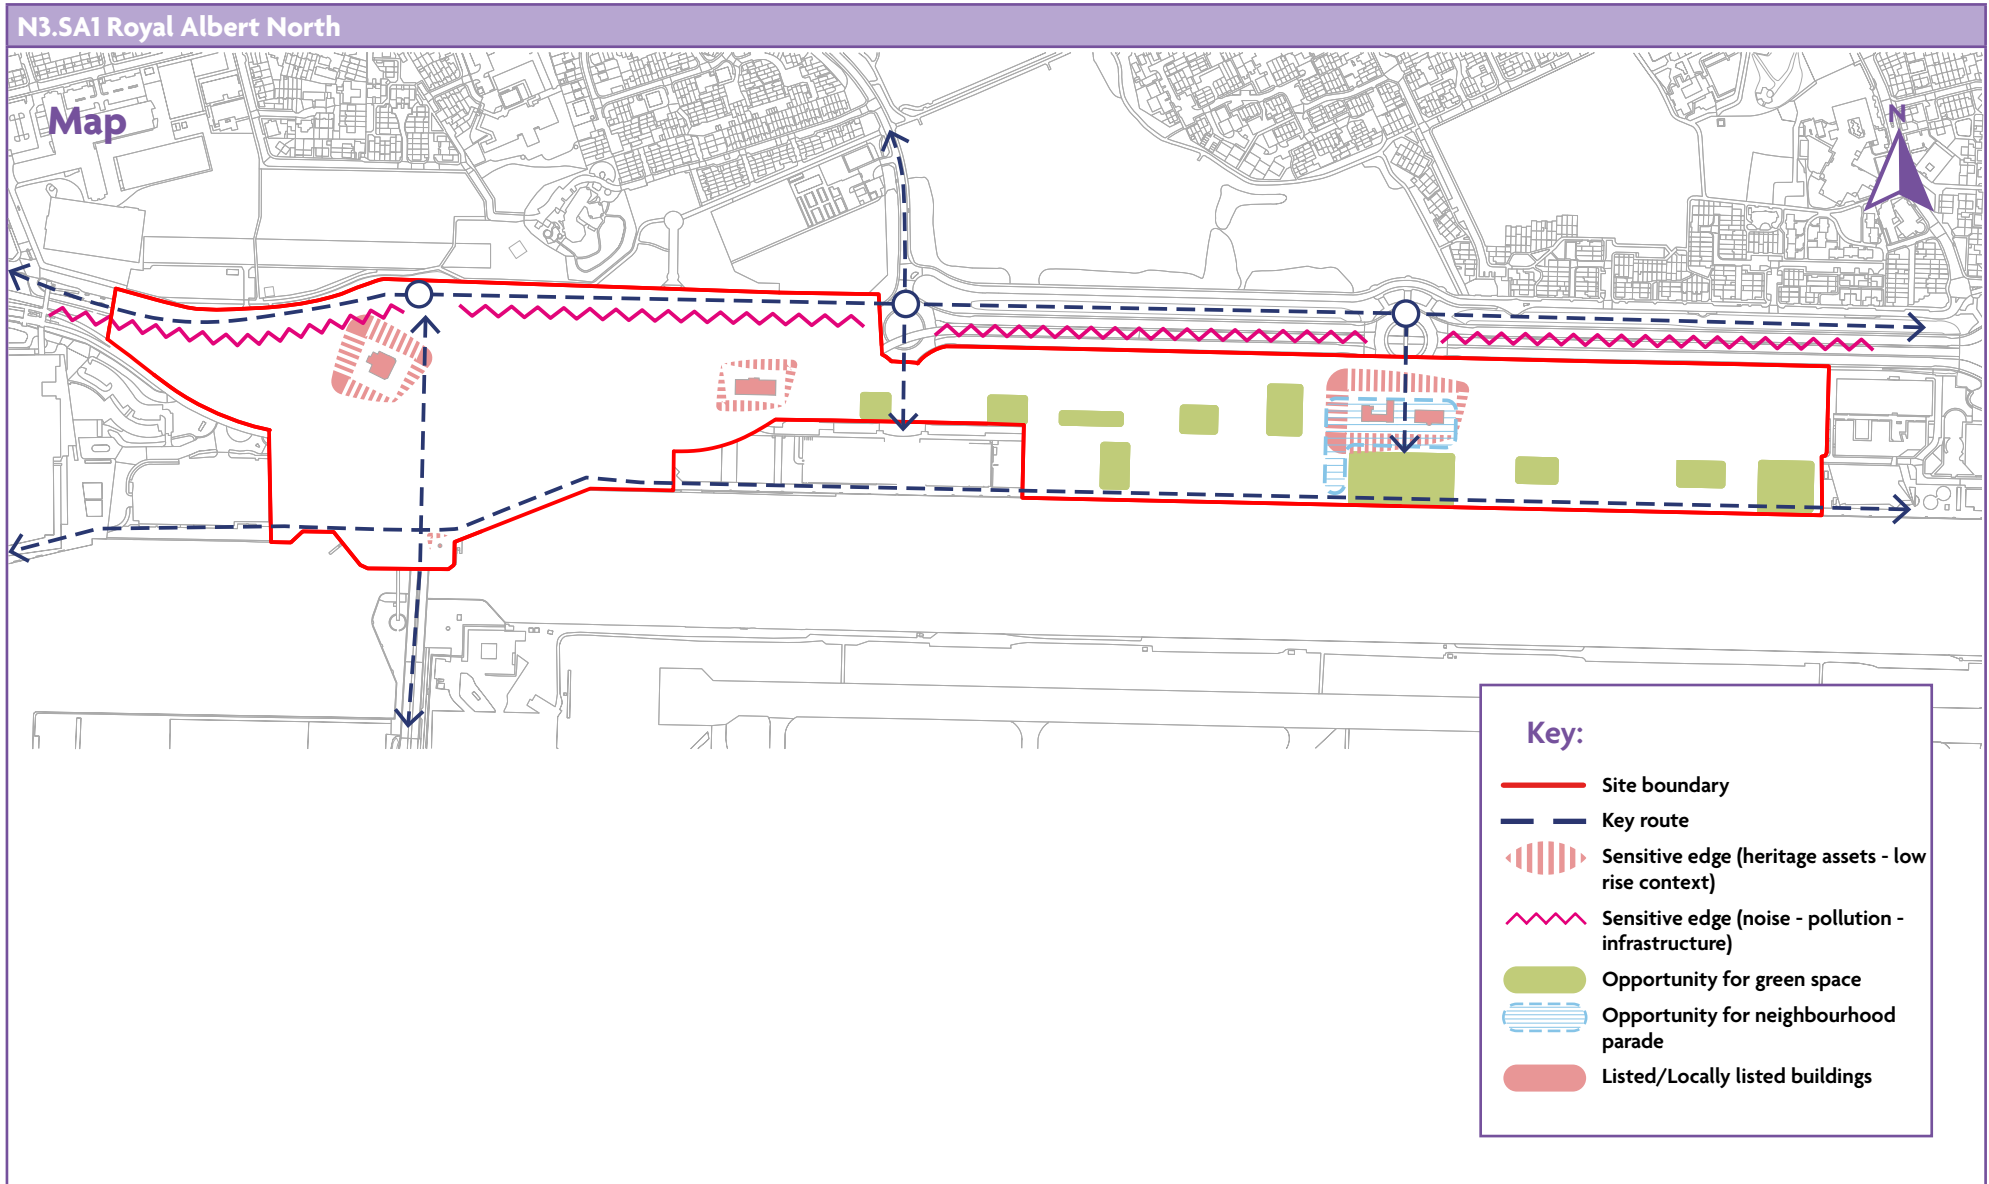 N3.SA1 Royal Albert North
Map
N
Key:
Site boundary
Key route
Sensitive edge (heritage assets - low
rise context)
Sensitive edge (noise - pollution -
infrastructure)
Opportunity for green space
Opportunity for neighbourhood
parade
Listed/Locally listed buildings